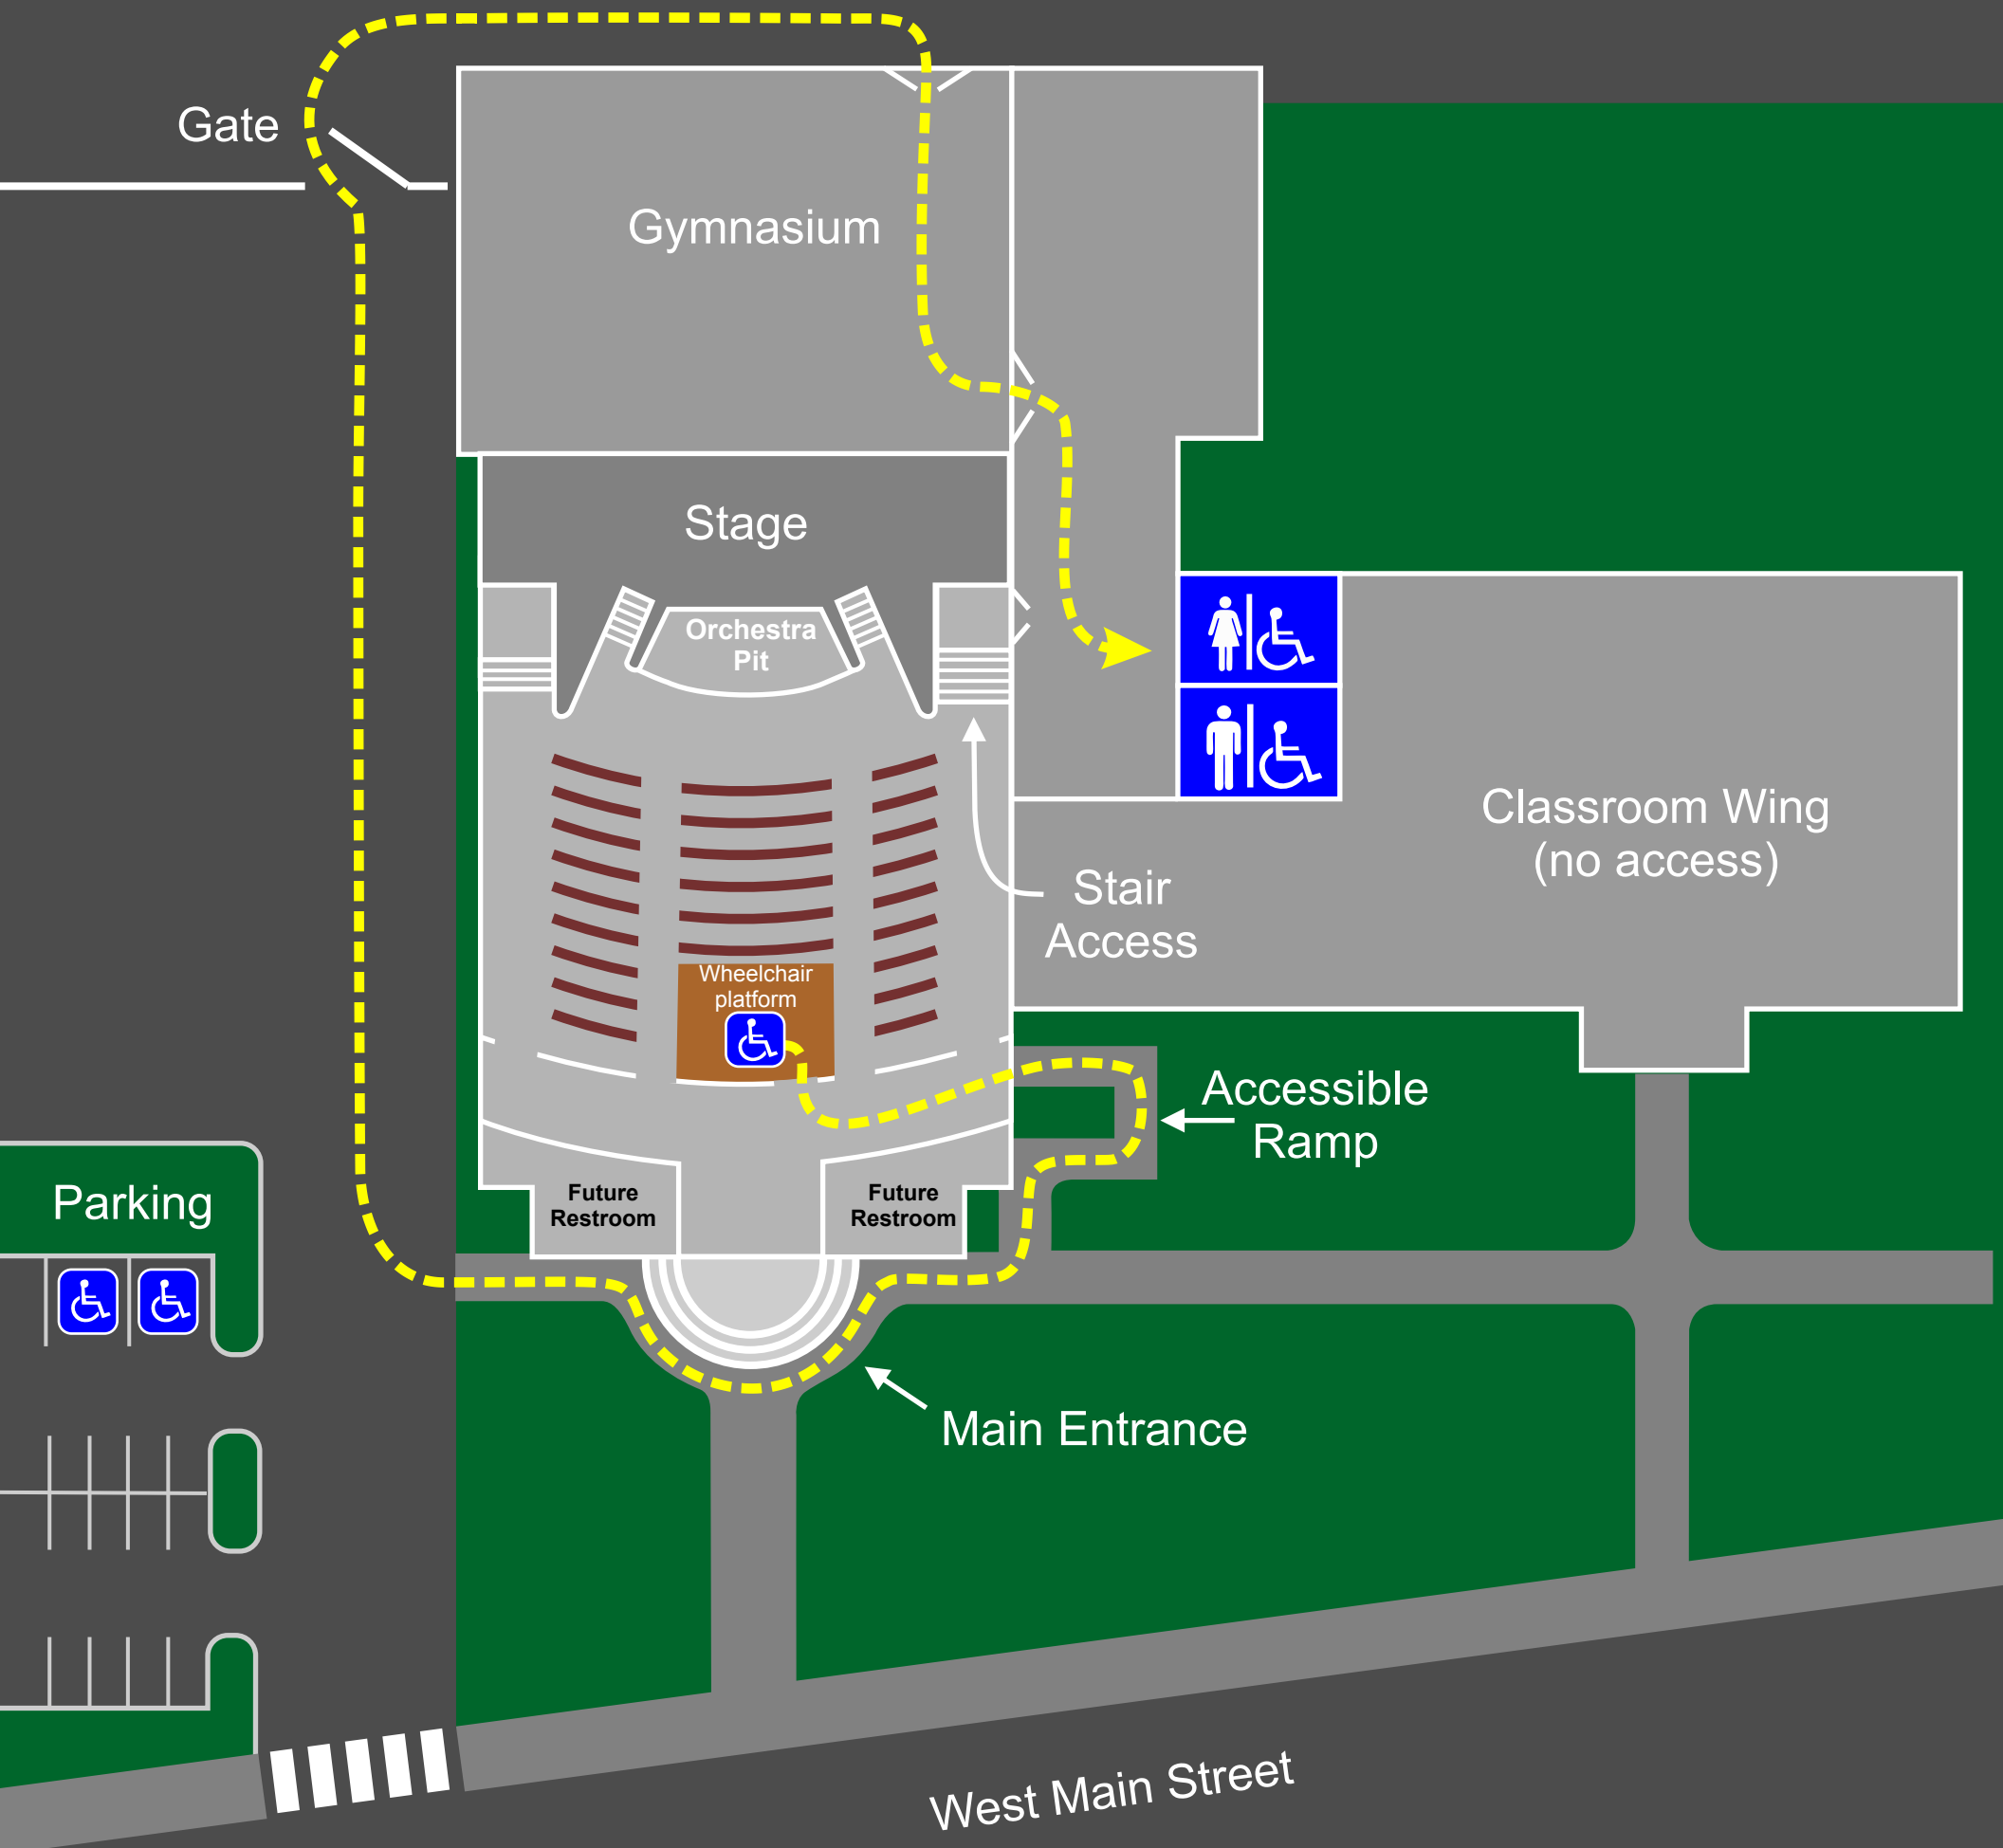 Gate
Gymnasium
Stage
Orchestra
Pit
Classroom Wing
(no access)
Stair
Access
Wheelchair
platform
Accessible
Ramp
Parking
Future
Restroom
Future
Restroom
Main Entrance
West Main Street